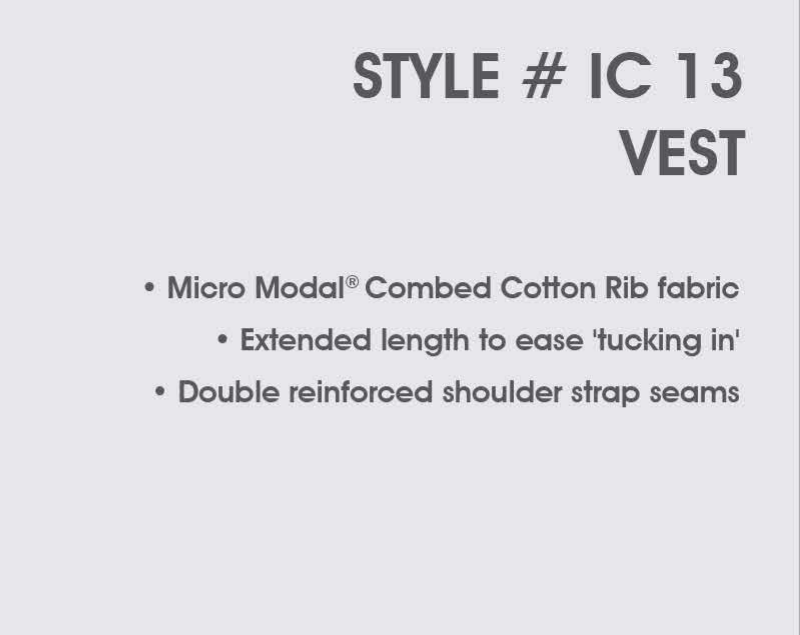 STYLE # IC 13
VEST
• Micro Modal® Combed Cotton Rib fabric
• Extended length to ease 'tucking in'
• Double reinforced shoulder strap seams